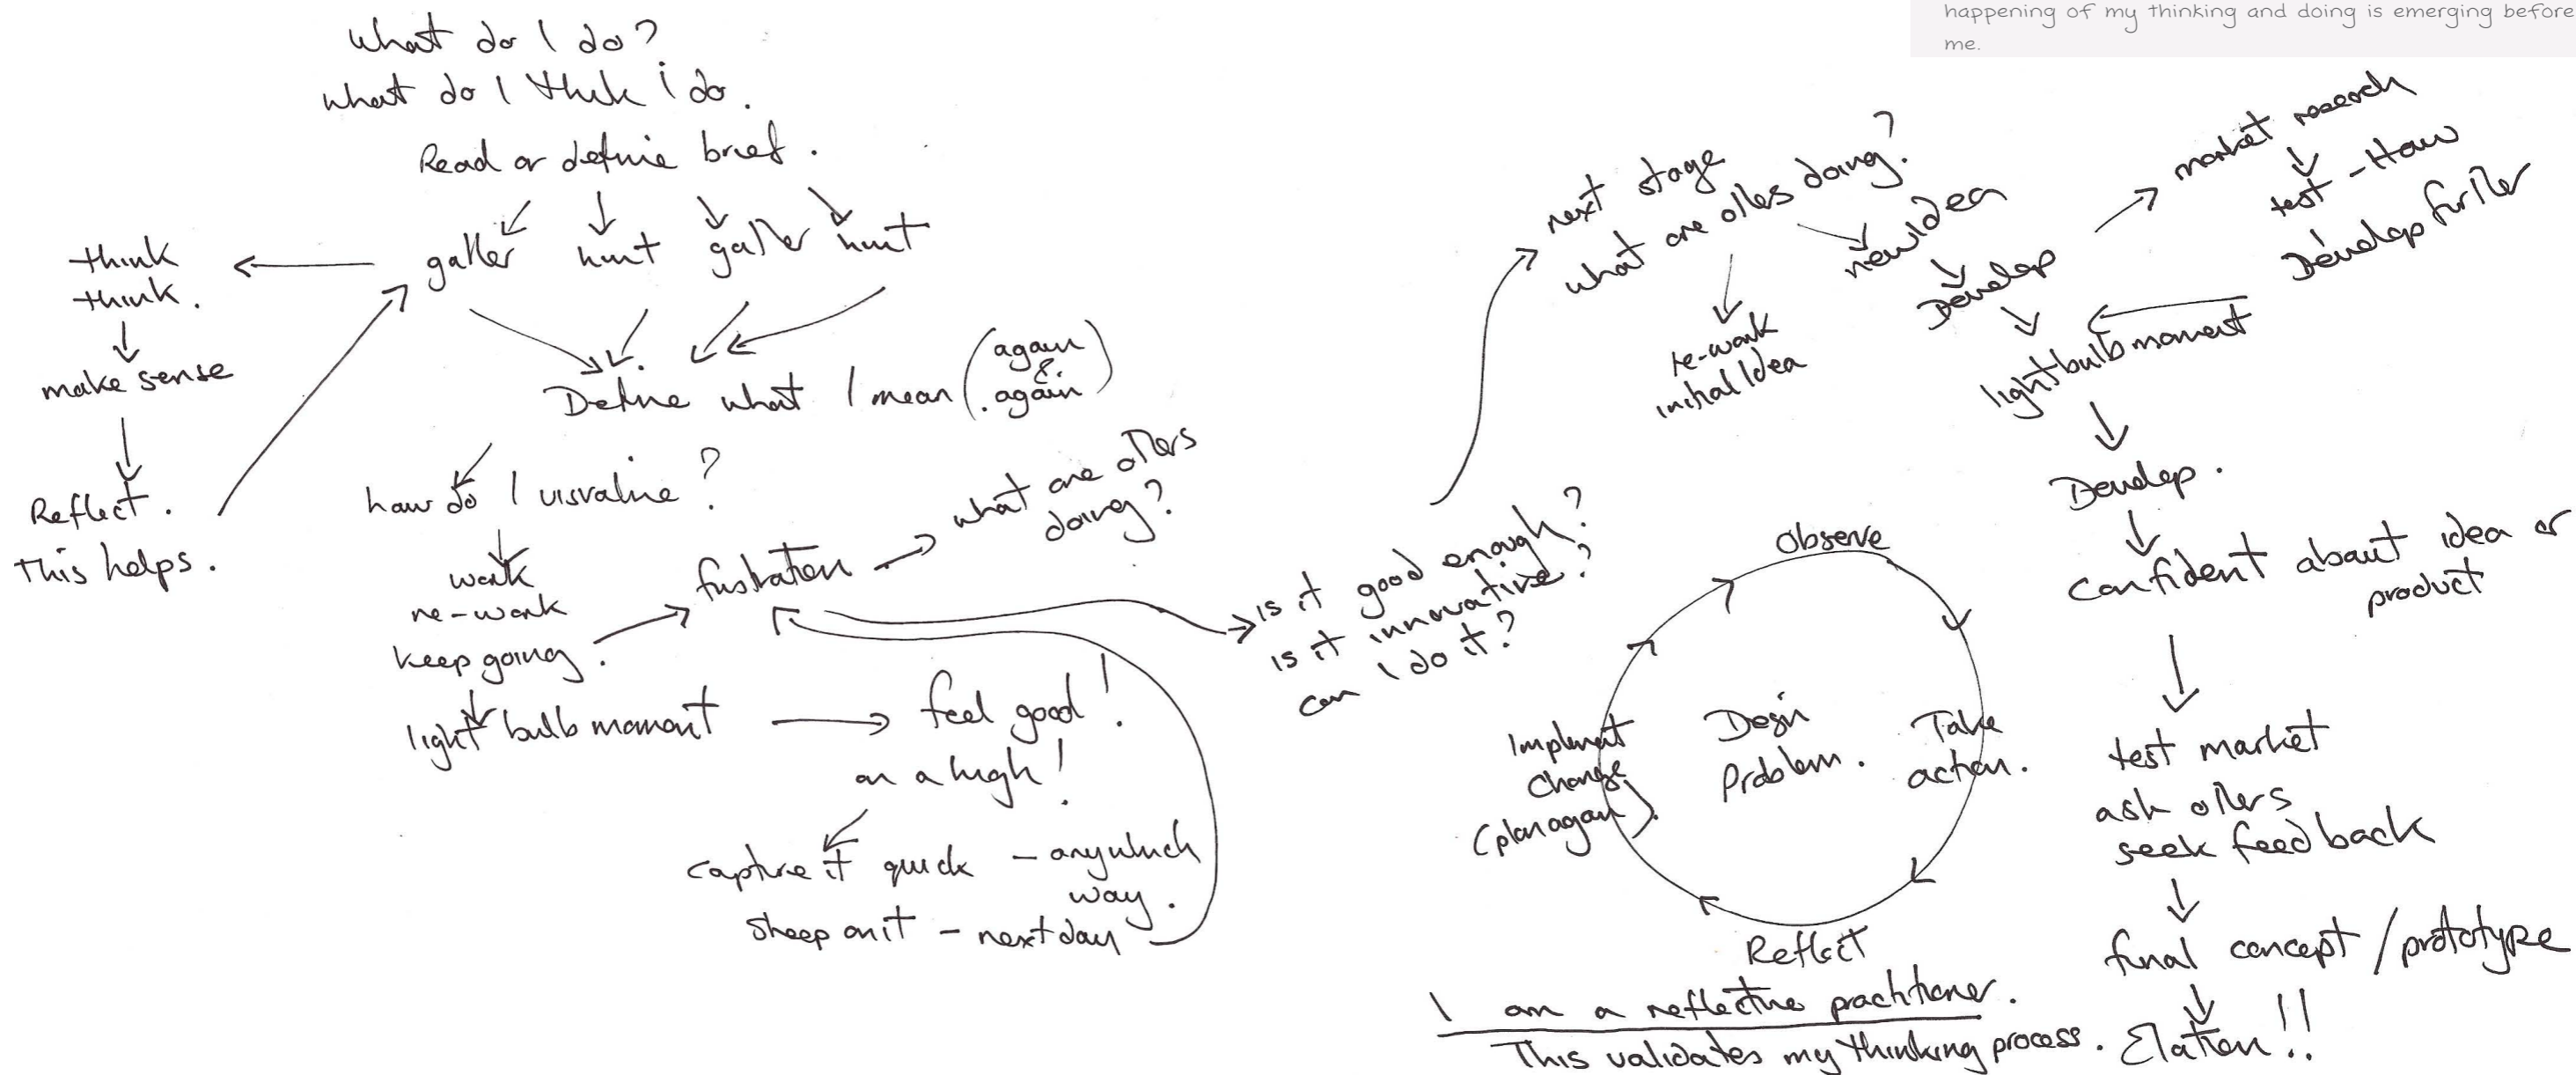 happening of my thinking and doing is emerging before
me.
What do I do?
what do I think i do.
Read or define brief.
gather hunt gather hunt
think
think.
make sense
Reflect.
This helps.
Define what I mean (again
&
again)
how do I visualise?
work
re-work
keep going.
frustration
what are others
doing?
light bulb moment
feel good!
on a high!
capture it quick - anywhich
way.
Sleep on it - next day
is it good enough?
is it innovative?
can I do it?
next stage
what are others doing?
re-work
initial Idea
new Idea
Develop
market research
test - How
Develop further
lightbulb moment
Develop.
Confident about idea or
product
test market
ask others
seek feedback
final concept / prototype
Elation!!
Observe
Take
action.
Design
Problem.
Implement
Change
(plan again).
Reflect
I am a reflective practitioner.
This validates my thinking process.